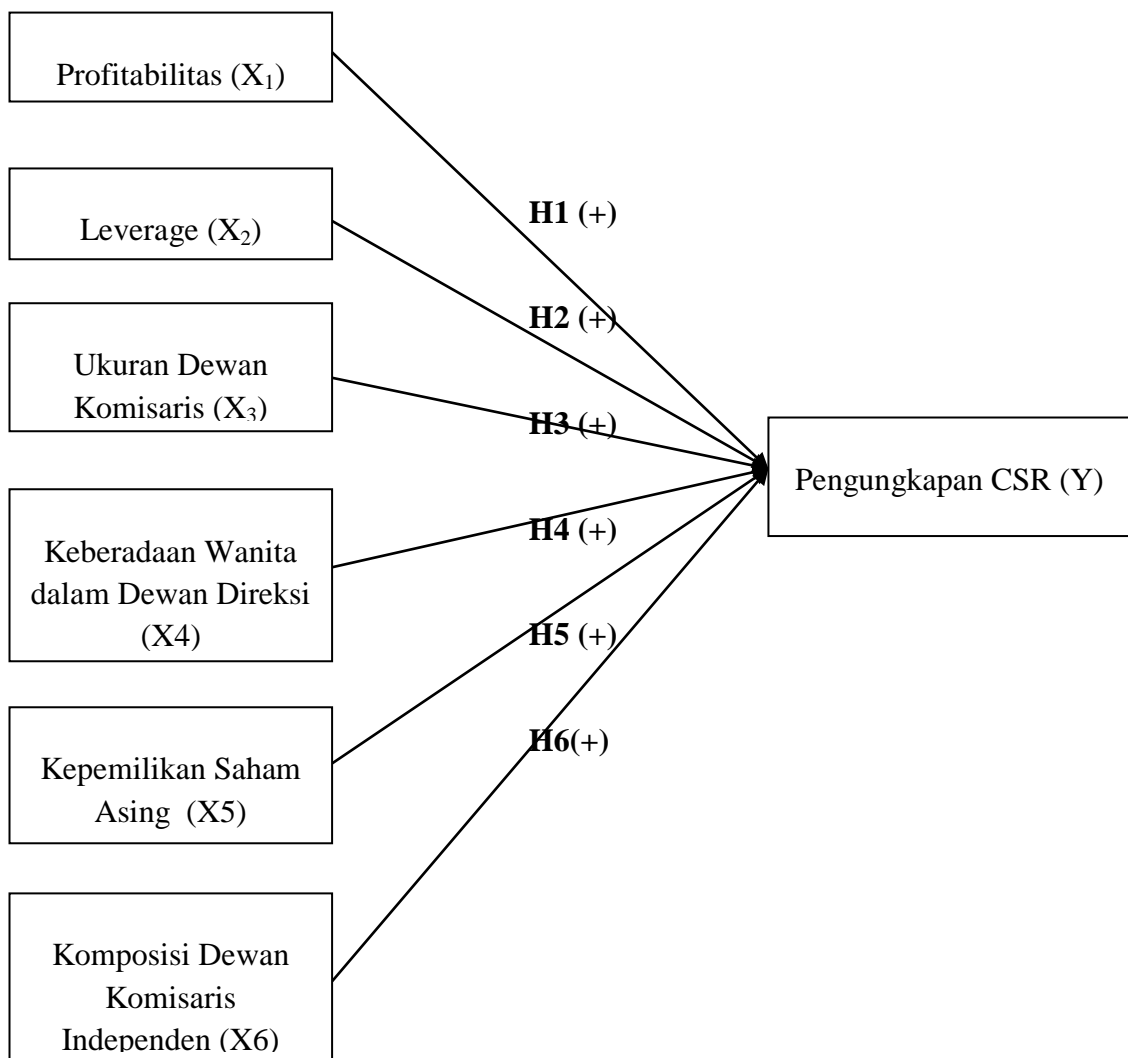 Profitabilitas (X₁)
Leverage (X₂)
Ukuran Dewan
Komisaris (X₃)
Keberadaan Wanita
dalam Dewan Direksi
(X4)
Kepemilikan Saham
Asing (X5)
Komposisi Dewan
Komisaris
Independen (X6)
H1 (+)
H2 (+)
H3 (+)
H4 (+)
H5 (+)
H6(+)
Pengungkapan CSR (Y)